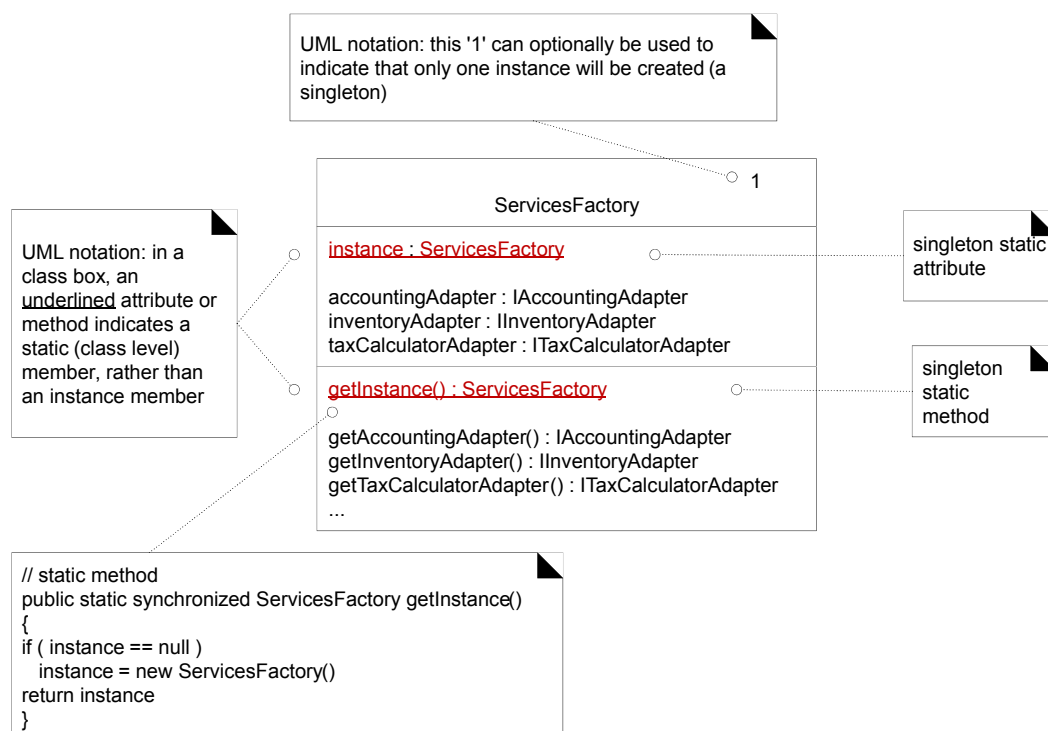 UML notation: this '1' can optionally be used to
indicate that only one instance will be created (a
singleton)
1
ServicesFactory
UML notation: in a
class box, an
underlined attribute or
method indicates a
static (class level)
member, rather than
an instance member
instance : ServicesFactory
accountingAdapter : IAccountingAdapter
inventoryAdapter : IInventoryAdapter
taxCalculatorAdapter : ITaxCalculatorAdapter
singleton static
attribute
getInstance() : ServicesFactory
getAccountingAdapter() : IAccountingAdapter
getInventoryAdapter() : IInventoryAdapter
getTaxCalculatorAdapter() : ITaxCalculatorAdapter
...
singleton
static
method
// static method
public static synchronized ServicesFactory getInstance()
{
if ( instance == null )
instance = new ServicesFactory()
return instance
}